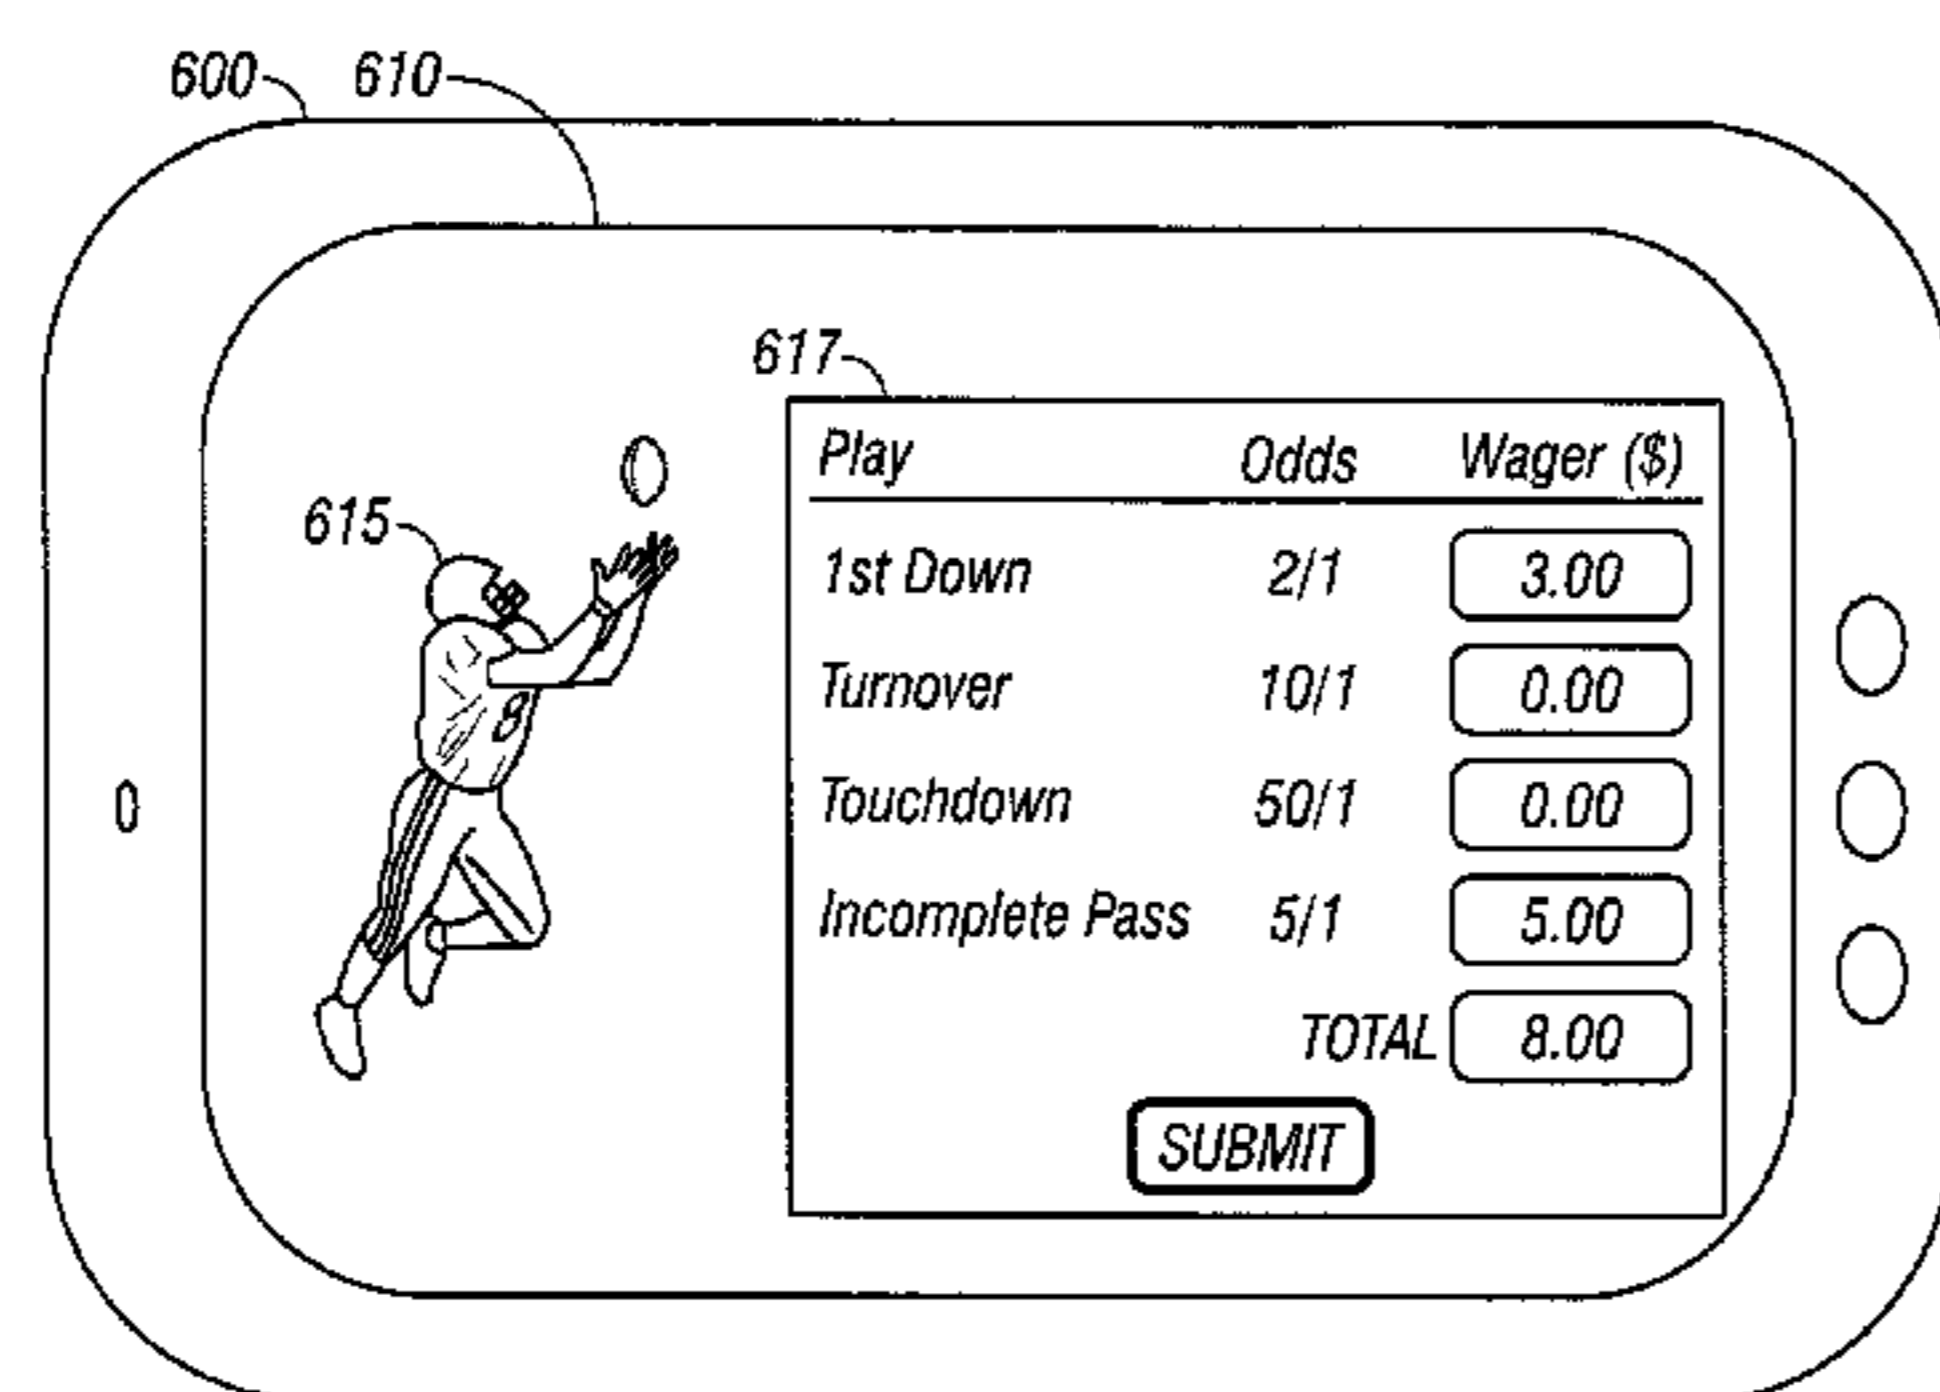 600 610
617
Play Odds Wager ($)
615
1st Down 2/1 3.00
Turnover 10/1 0.00
8
Touchdown 50/1 0.00
Incomplete Pass 5/1 5.00
TOTAL 8.00
SUBMIT